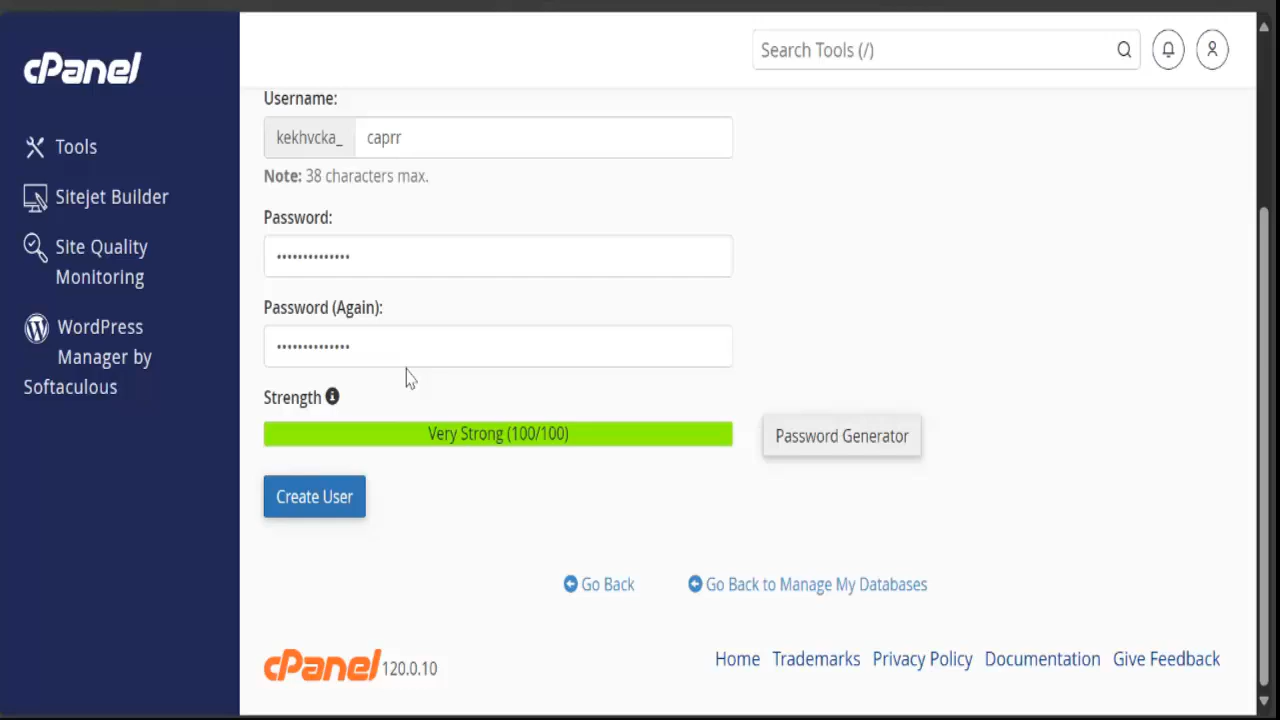 cPanel
Search Tools (/)
Tools
Sitejet Builder
Site Quality
Monitoring
WordPress
Manager by
Softaculous
Username:
kekhvcka_ caprr
Note: 38 characters max.
Password:
••••••••••••••
Password (Again):
••••••••••••••
Strength
Very Strong (100/100)
Password Generator
Create User
Go Back
Go Back to Manage My Databases
cPanel 120.0.10
Home Trademarks Privacy Policy Documentation Give Feedback